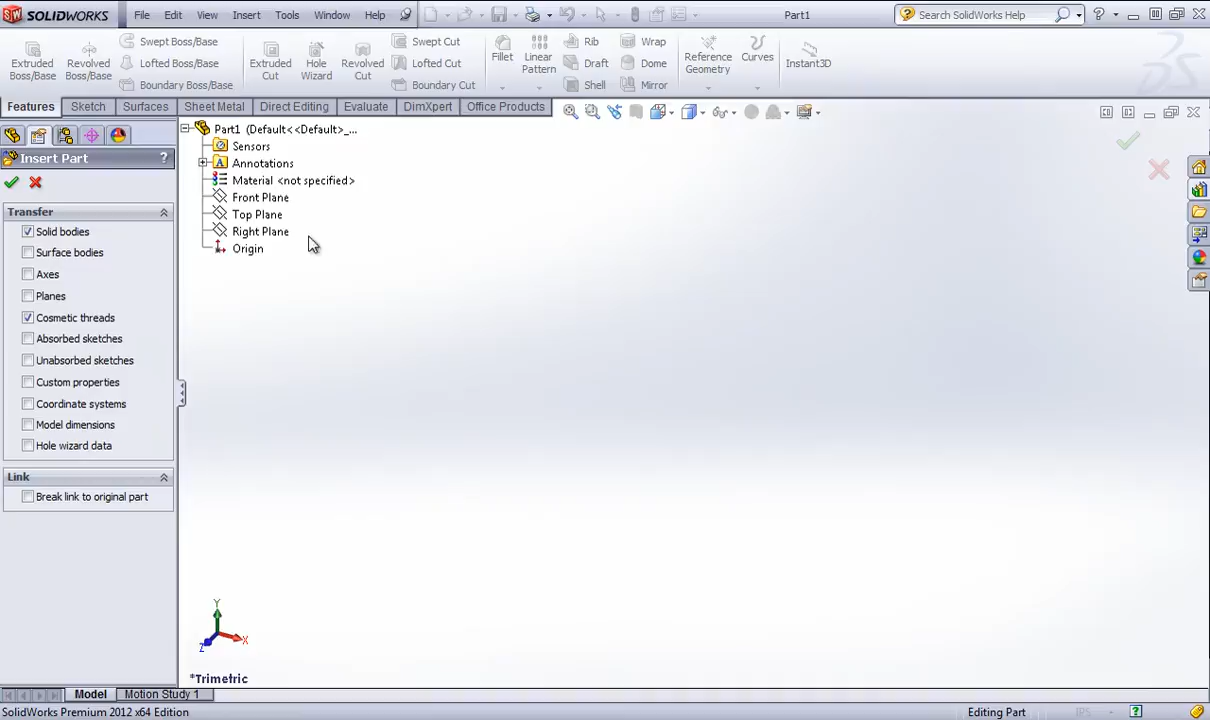 SOLIDWORKS File Edit View Insert Tools Window Help Part1 Search SolidWorks Help ?
Extruded Boss/Base
Revolved Boss/Base
Swept Boss/Base
Lofted Boss/Base
Boundary Boss/Base
Extruded Cut
Hole Wizard
Revolved Cut
Swept Cut
Lofted Cut
Boundary Cut
Fillet
Linear Pattern
Rib
Draft
Shell
Wrap
Dome
Mirror
Reference Geometry
Curves
Instant3D
Features Sketch Surfaces Sheet Metal Direct Editing Evaluate DimXpert Office Products
Insert Part ?
Transfer
Solid bodies
Surface bodies
Axes
Planes
Cosmetic threads
Absorbed sketches
Unabsorbed sketches
Custom properties
Coordinate systems
Model dimensions
Hole wizard data
Link
Break link to original part
Part1 (Default<<Default>_...
Sensors
A Annotations
Material <not specified>
Front Plane
Top Plane
Right Plane
Origin
Y
X
Z
*Trimetric
Model Motion Study 1
SolidWorks Premium 2012 x64 Edition Editing Part IPS ?